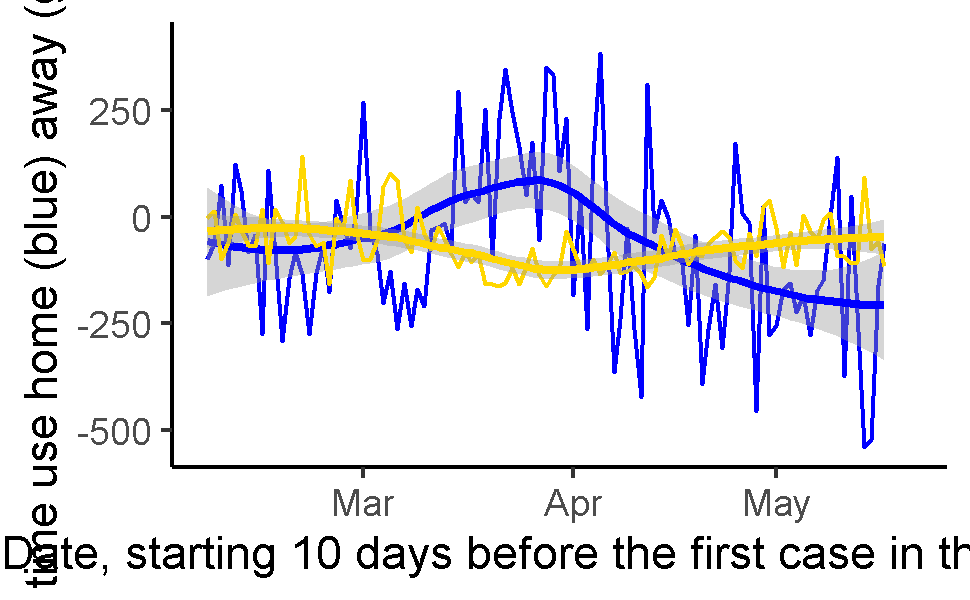 time use home (blue) away (
250
0
-250
-500
Mar Apr May
Date, starting 10 days before the first case in th